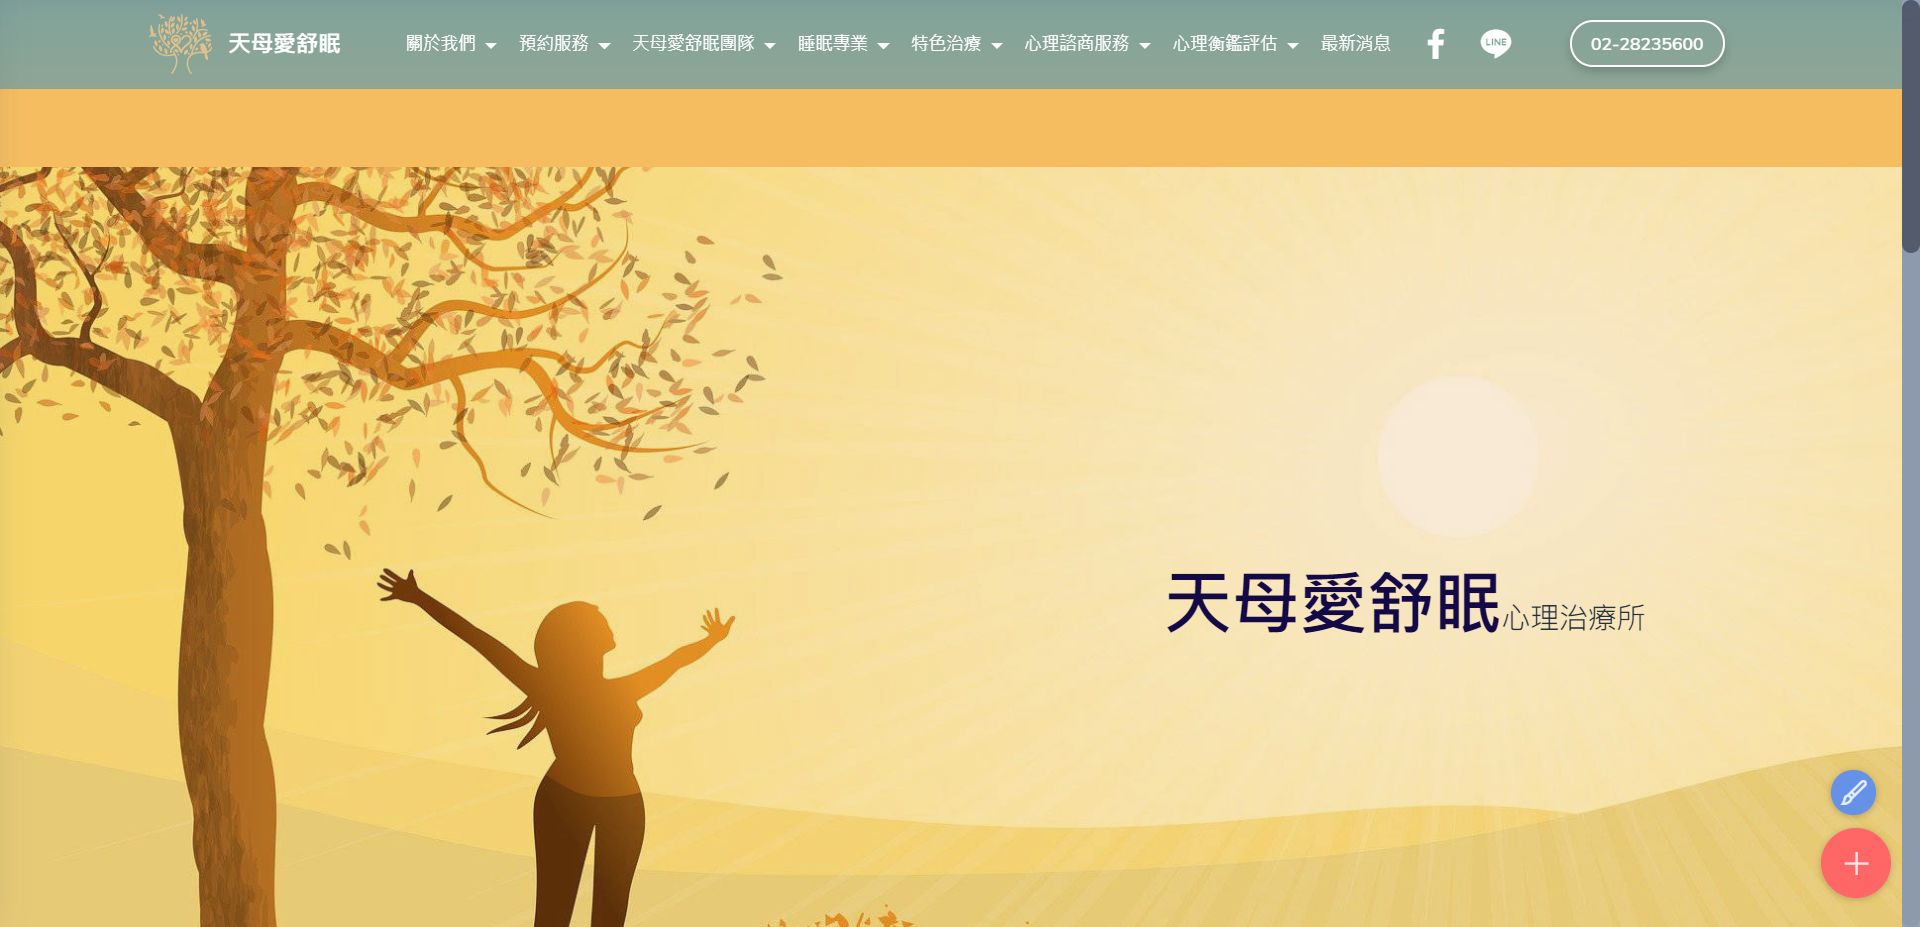 天母愛舒眠
關於我們
預約服務
天母愛舒眠團隊
睡眠專業
特色治療
心理諮商服務
心理衡鑑評估
最新消息
LINE
02-28235600
天母愛舒眠心理治療所